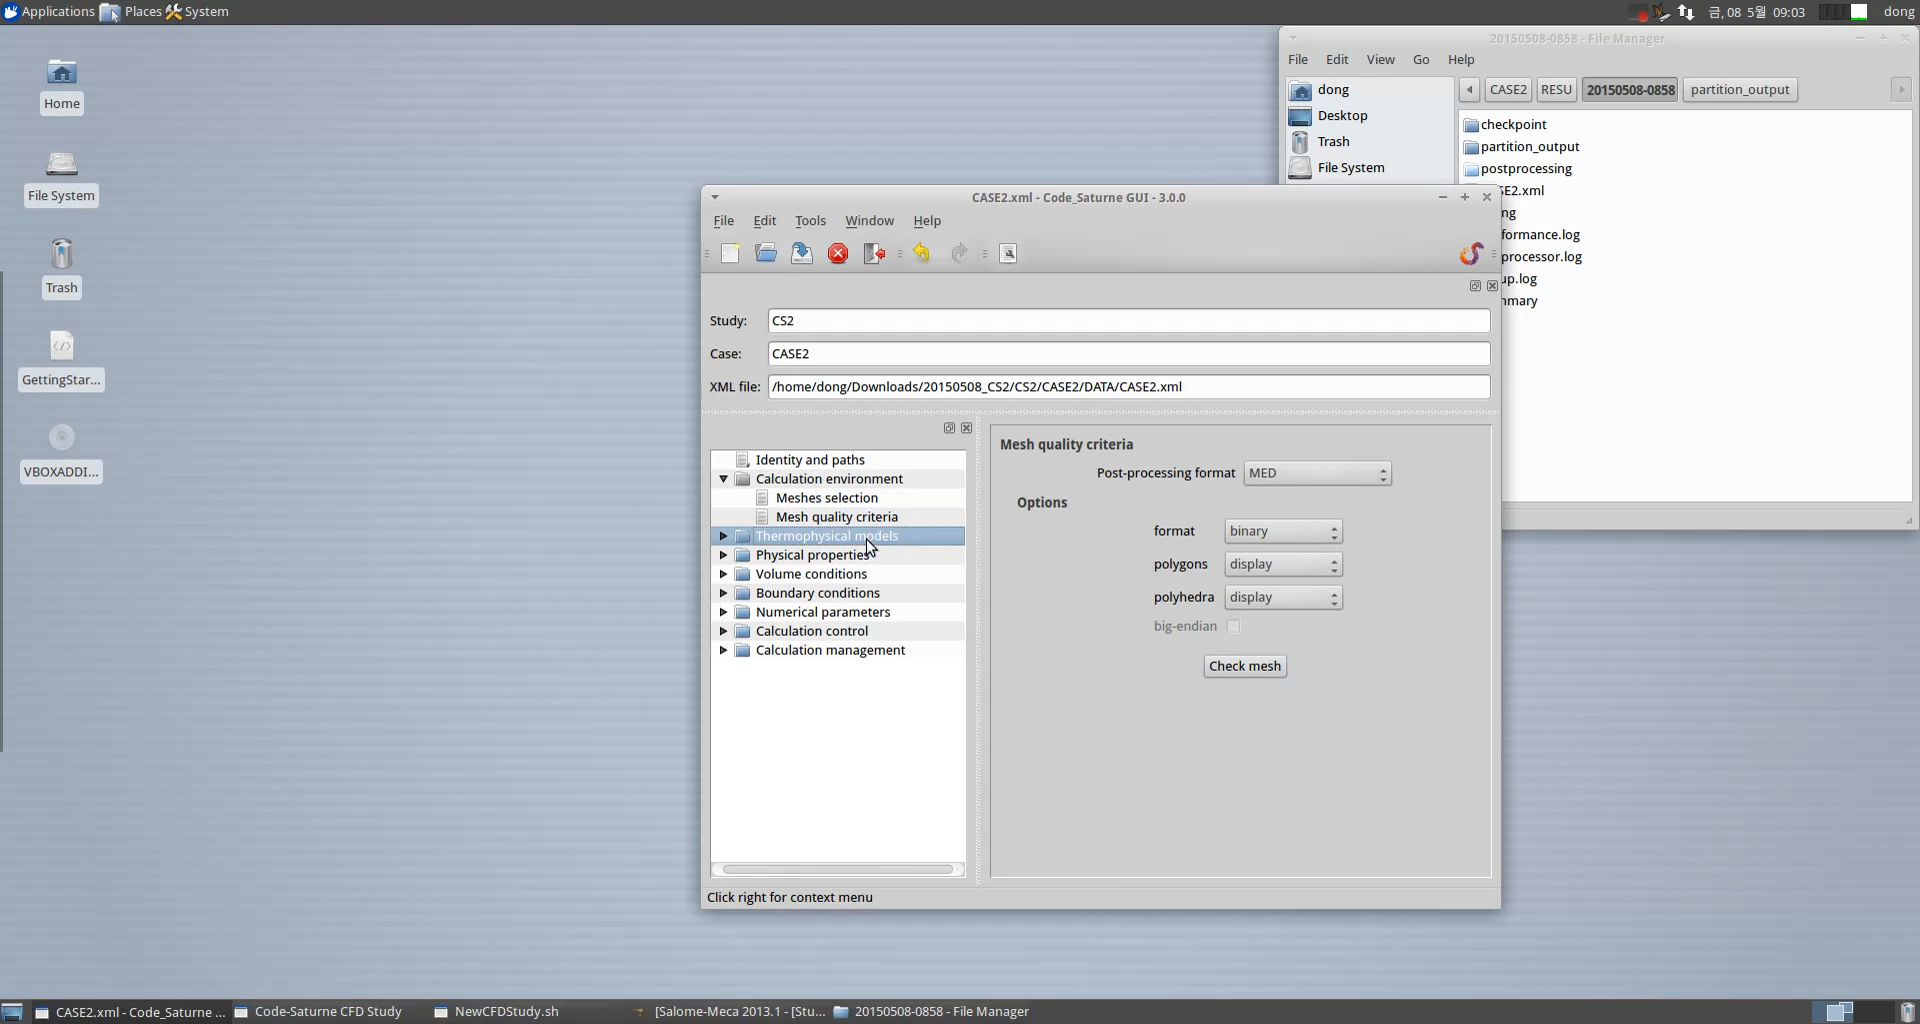 Applications Places System
금, 08 5월 09:03 dong
Home
File System
Trash
GettingStar...
VBOXADDI...
20150508-0858 - File Manager
File Edit View Go Help
dong
Desktop
Trash
File System
CASE2 RESU 20150508-0858 partition_output
checkpoint
partition_output
postprocessing
SE2.xml
ng
formance.log
processor.log
up.log
nmary
CASE2.xml - Code_Saturne GUI - 3.0.0
File Edit Tools Window Help
Study: CS2
Case: CASE2
XML file: /home/dong/Downloads/20150508_CS2/CS2/CASE2/DATA/CASE2.xml
Identity and paths
Calculation environment
Meshes selection
Mesh quality criteria
Thermophysical models
Physical properties
Volume conditions
Boundary conditions
Numerical parameters
Calculation control
Calculation management
Mesh quality criteria
Post-processing format MED
Options
format binary
polygons display
polyhedra display
big-endian
Check mesh
Click right for context menu
CASE2.xml - Code_Saturne ... Code-Saturne CFD Study NewCFDStudy.sh [Salome-Meca 2013.1 - [Stu... 20150508-0858 - File Manager